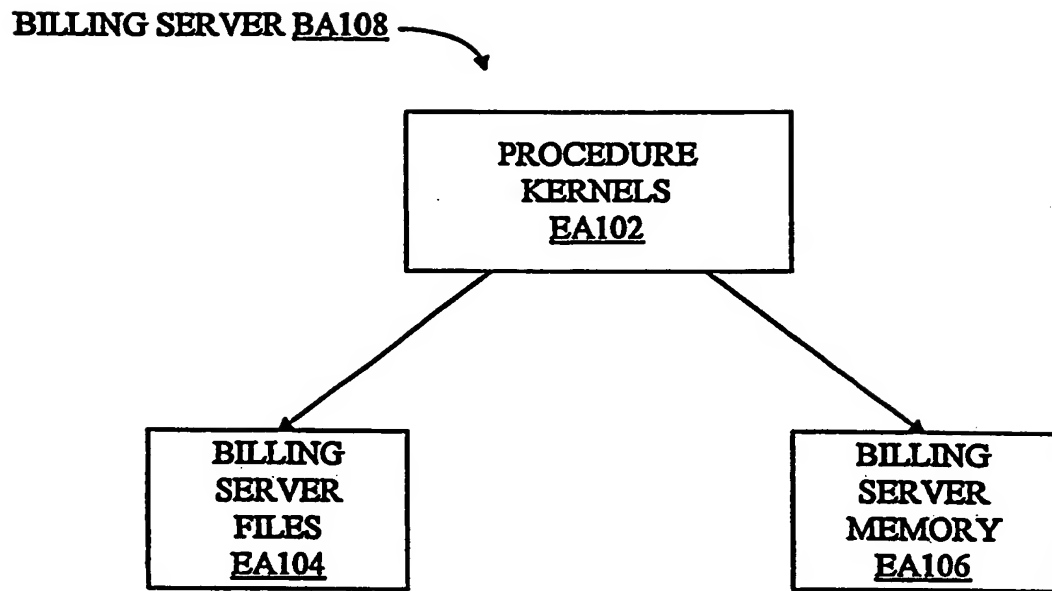 BILLING SERVER BA108
PROCEDURE
KERNELS
EA102
BILLING
SERVER
FILES
EA104
BILLING
SERVER
MEMORY
EA106